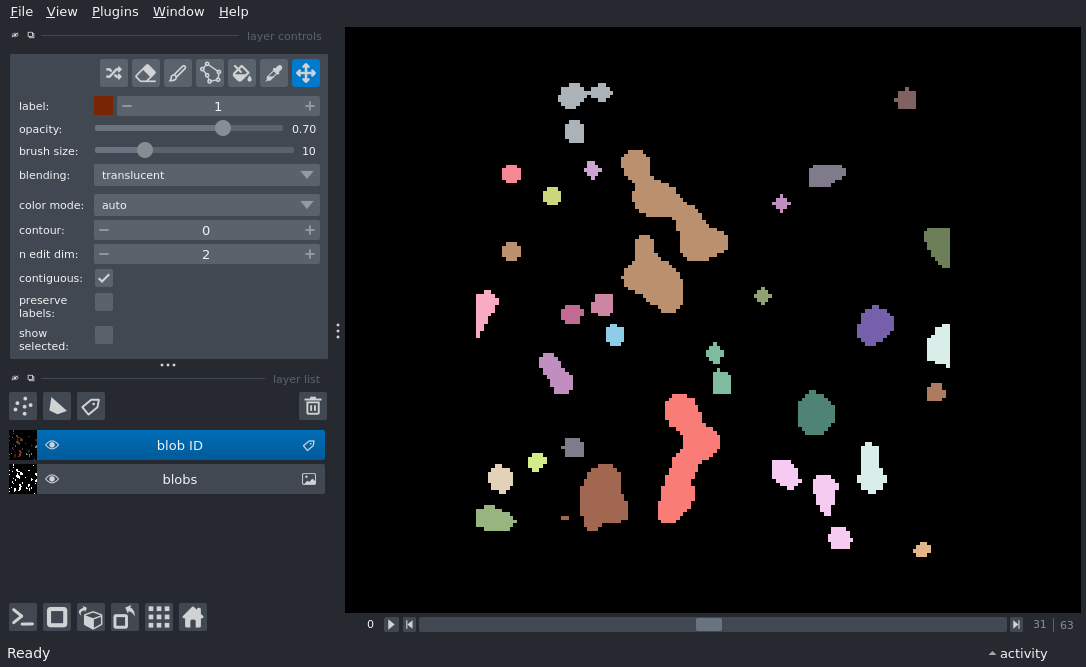 File View Plugins Window Help
layer controls
label: 1
opacity: 0.70
brush size: 10
blending: translucent
color mode: auto
contour: 0
n edit dim: 2
contiguous:
preserve
labels:
show
selected:
layer list
blob ID
blobs
0 31 | 63
Ready activity